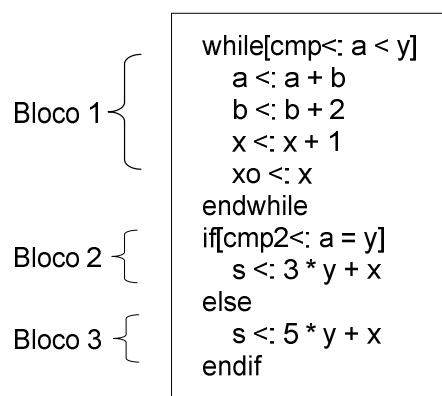 while[cmp<: a < y]
a <: a + b
Bloco 1
b <: b + 2
x <: x + 1
xo <: x
endwhile
if[cmp2<: a = y]
Bloco 2
s <: 3 * y + x
else
Bloco 3
s <: 5 * y + x
endif